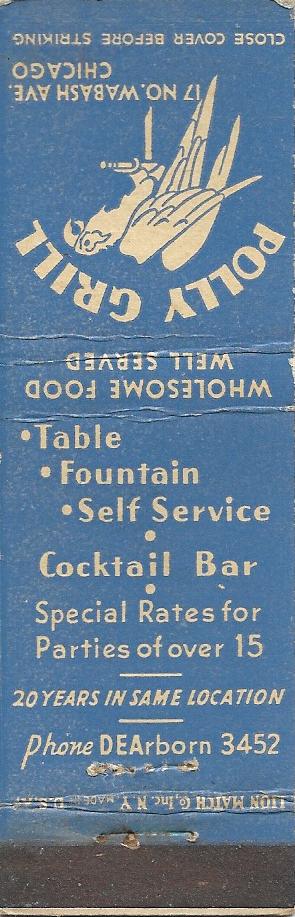 CLOSE COVER BEFORE STRIKING
17 NO. WABASH AVE.
CHICAGO
POLLY GRILL
WHOLESOME FOOD
WELL SERVED
•Table
•Fountain
•Self Service
•
Cocktail Bar
•
Special Rates for
Parties of over 15
20 YEARS IN SAME LOCATION
Phone DEArborn 3452
LION MATCH Co., Inc. N.Y. MADE IN U.S.A.